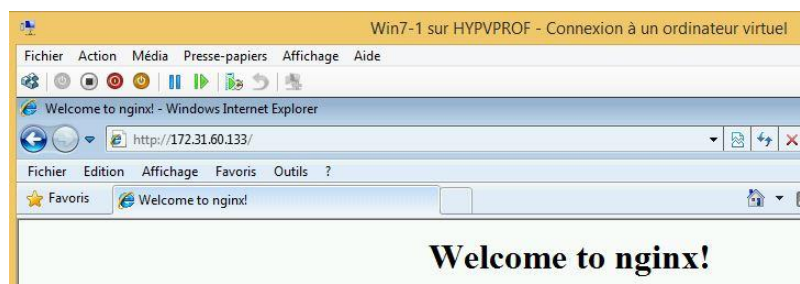 Win7-1 sur HYPVPROF - Connexion à un ordinateur virtuel
Fichier Action Média Presse-papiers Affichage Aide
Welcome to nginx! - Windows Internet Explorer
http://172.31.60.133/
Fichier Edition Affichage Favoris Outils ?
Favoris Welcome to nginx!
Welcome to nginx!